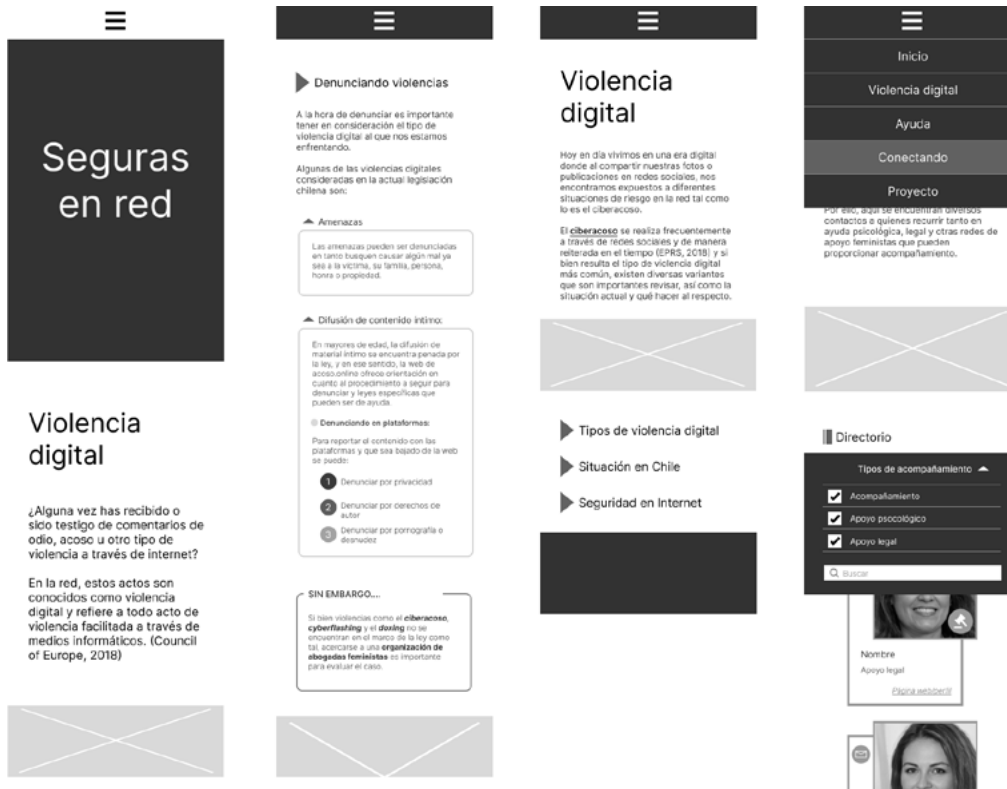 Seguras
en red
Violencia
digital
¿Alguna vez has recibido o
sido testigo de comentarios de
odio, acoso u otro tipo de
violencia a través de internet?
En la red, estos actos son
conocidos como violencia
digital y refiere a todo acto de
violencia facilitada a través de
medios informáticos. (Council
of Europe, 2018)
Denunciando violencias
A la hora de denunciar es importante
tener en consideración el tipo de
violencia digital al que nos estamos
enfrentando.
Algunas de las violencias digitales
consideradas en la actual legislación
chilena son:
Amenazas
Las amenazas pueden ser denunciadas
en tanto busquen causar algún mal ya
sea a la víctima, su familia, persona,
honra o propiedad.
Difusión de contenido íntimo:
En mayores de edad, la difusión de
material íntimo se encuentra penada por
la ley, y en ese sentido, la web de
acoso.online ofrece orientación en
cuanto al procedimiento a seguir para
denunciar y leyes específicas que
pueden ser de ayuda.
Denunciando en plataformas:
Para reportar el contenido con las
plataformas y que sea bajado de la web
se puede:
1 Denunciar por privacidad
2 Denunciar por derechos de
autor
3 Denunciar por pornografía o
desnudez
SIN EMBARGO....
Si bien violencias como el ciberacoso,
cyberflashing y el doxing no se
encuentran en el marco de la ley como
tal, acercarse a una organización de
abogadas feministas es importante
para evaluar el caso.
Violencia
digital
Hoy en día vivimos en una era digital
donde al compartir nuestras fotos o
publicaciones en redes sociales, nos
encontramos expuestos a diferentes
situaciones de riesgo en la red tal como
lo es el ciberacoso.
El ciberacoso se realiza frecuentemente
a través de redes sociales y de manera
reiterada en el tiempo (EPRS, 2018) y si
bien resulta el tipo de violencia digital
más común, existen diversas variantes
que son importantes revisar, así como la
situación actual y qué hacer al respecto.
Tipos de violencia digital
Situación en Chile
Seguridad en Internet
Inicio
Violencia digital
Ayuda
Conectando
Proyecto
Por ello, aquí se encuentran diversos
contactos a quienes recurrir tanto en
ayuda psicológica, legal y otras redes de
apoyo feministas que pueden
proporcionar acompañamiento.
Directorio
Tipos de acompañamiento
Acompañamiento
Apoyo psocológico
Apoyo legal
Buscar
Nombre
Apoyo legal
Página web/perfil